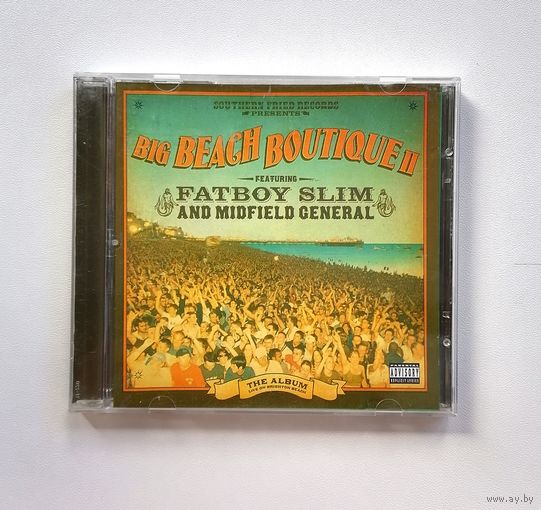 SOUTHERN FRIED RECORDS
PRESENTS
BIG BEACH BOUTIQUE II
FEATURING
FATBOY SLIM
AND MIDFIELD GENERAL
THE ALBUM
LIVE ON BRIGHTON BEACH
PARENTAL
ADVISORY
EXPLICIT LYRICS
www.ay.by